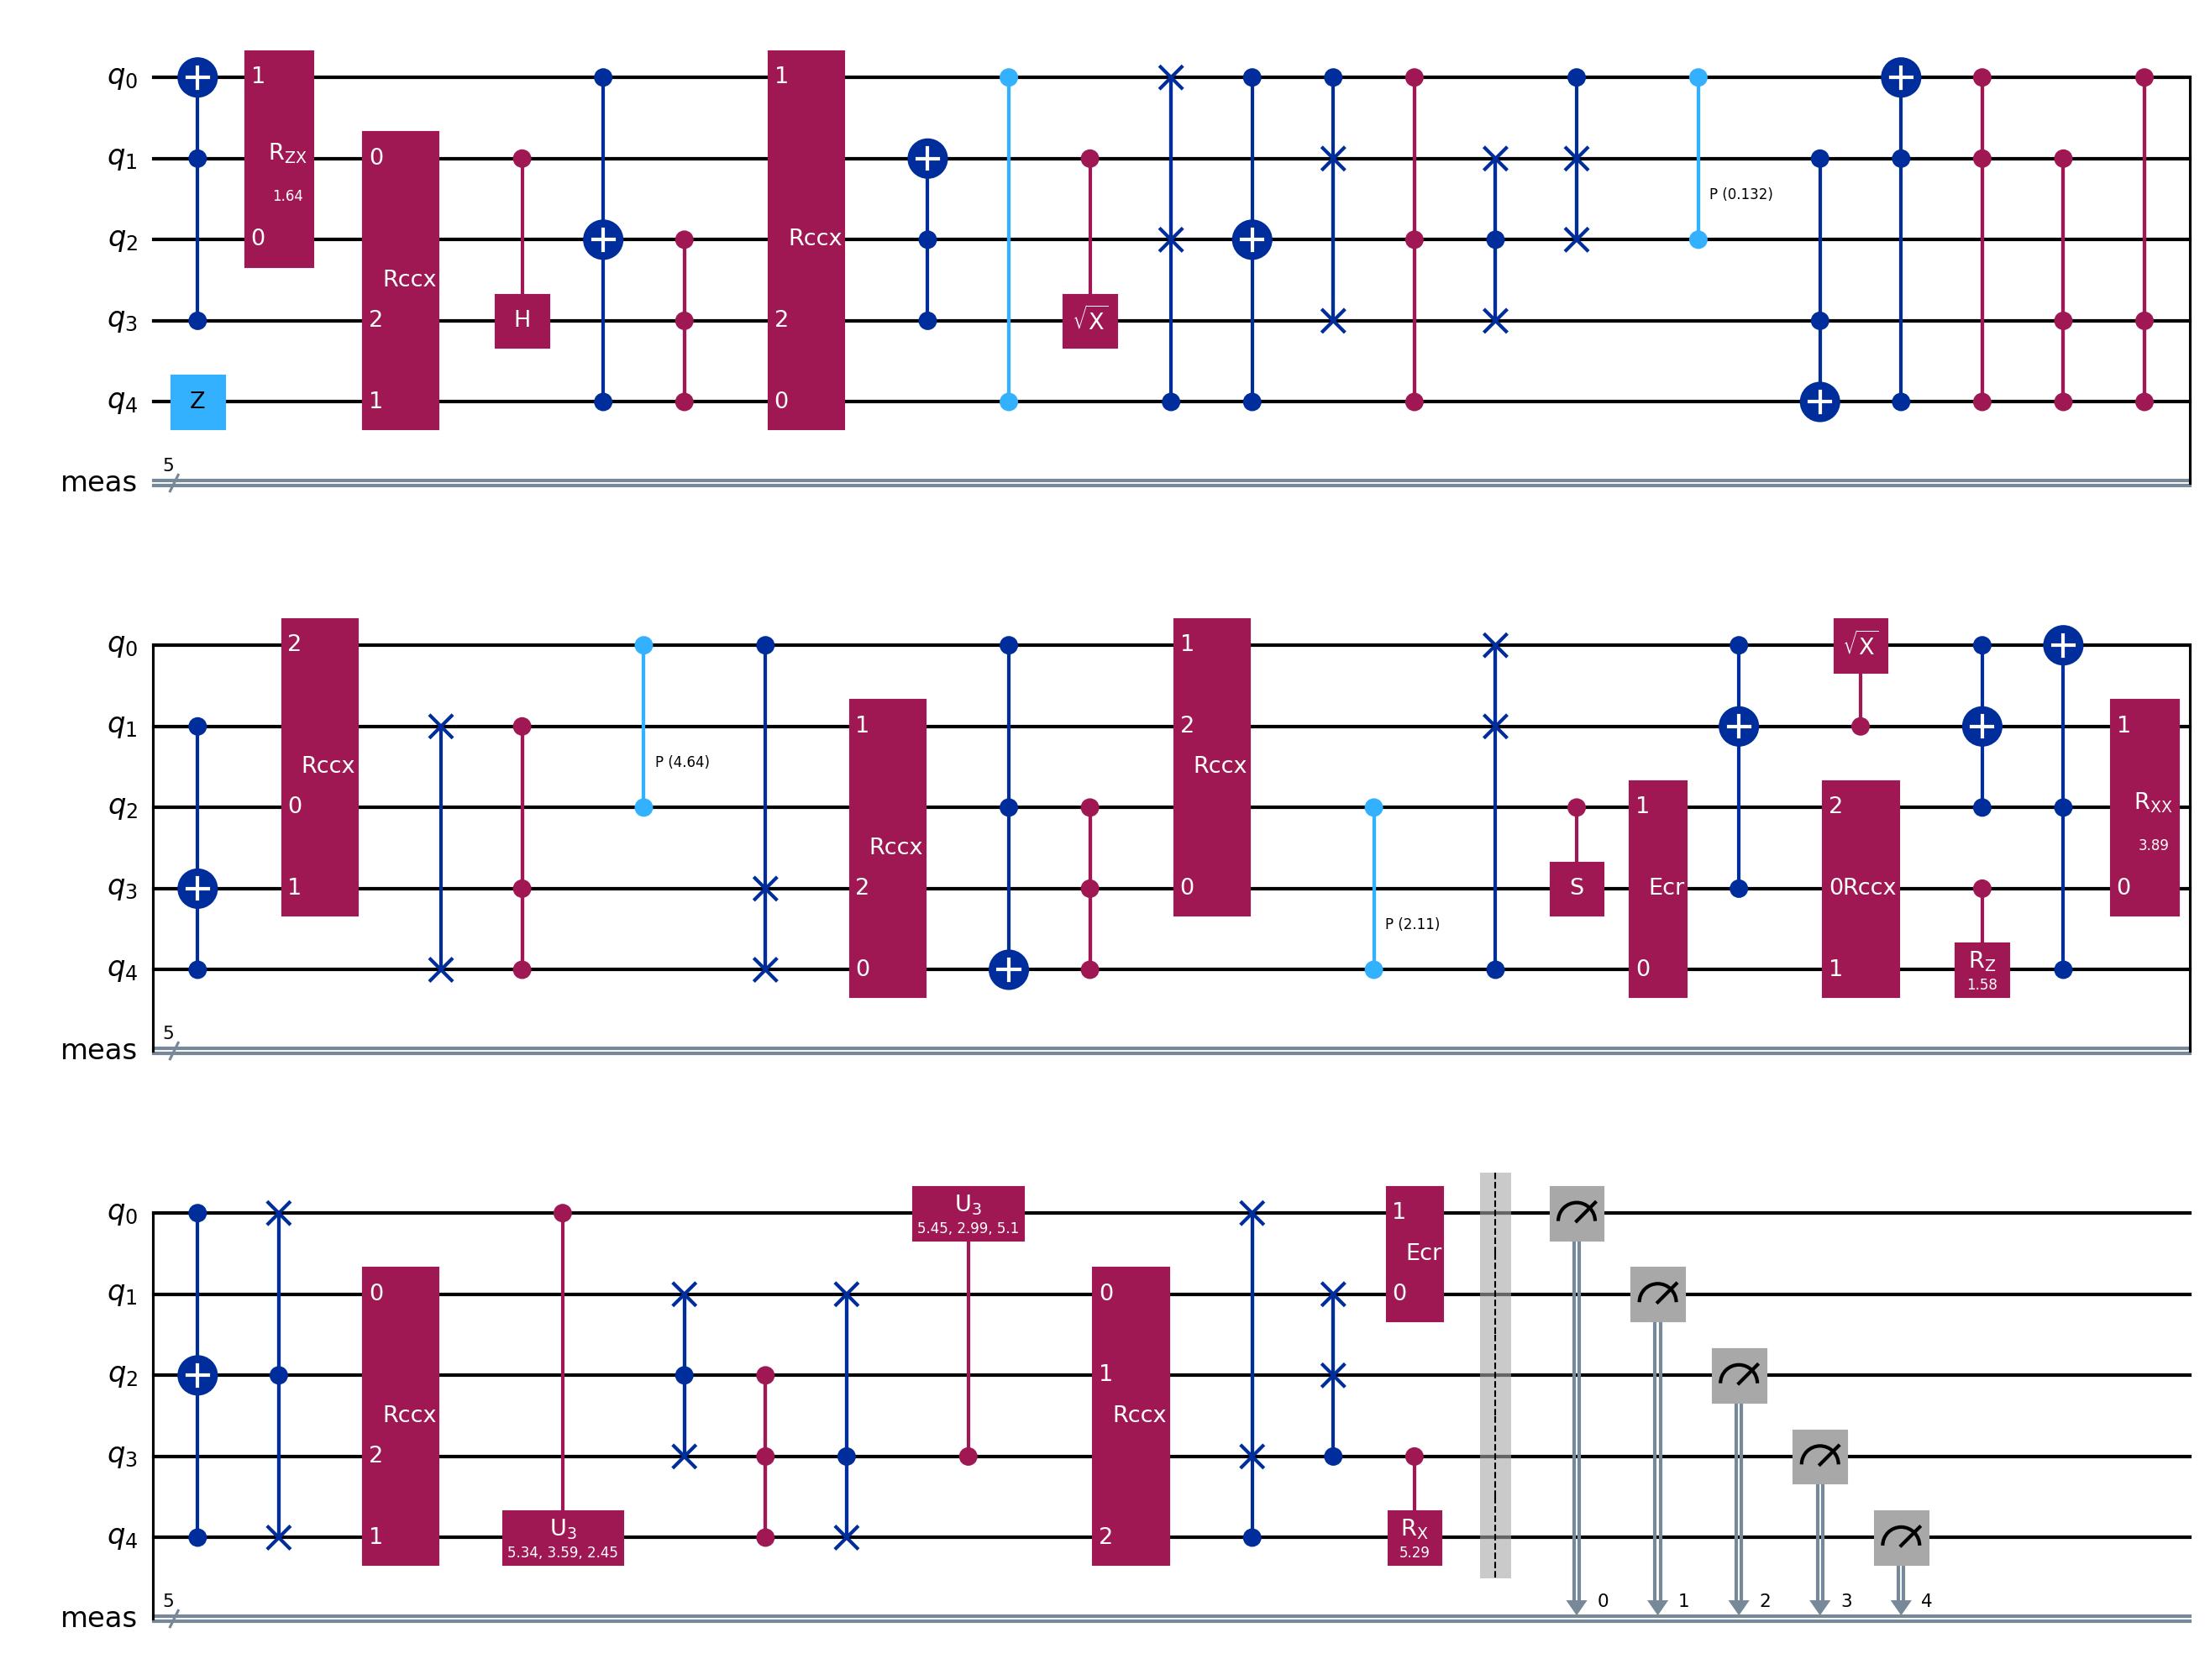 q0 1
q1 RZX 0 0
1.64
q2 0 Rccx
Rccx P (0.132)
q3 2 H 2 √X
q4 Z 1 0
5
meas
q0 2 1 √X
q1 1 2
Rccx P (4.64) Rccx
q2 0 1 2 RXX
Rccx 3.89
q3 1 2 0 S Ecr 0Rccx 0
P (2.11)
q4 0 0 1 RZ
1.58
5
meas
q0 U3 1
5.45, 2.99, 5.1
Ecr
q1 0 0 0
q2 1
Rccx Rccx
q3 2
q4 1 U3 2 RX
5.34, 3.59, 2.45 5.29
5 0 1 2 3 4
meas